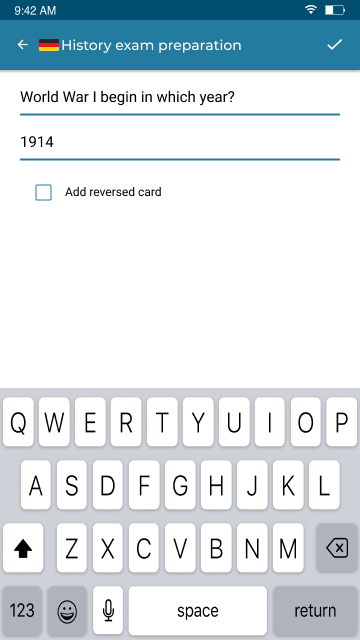 9:42 AM
History exam preparation
World War I begin in which year?
1914
Add reversed card
Q W E R T Y U I O P
A S D F G H J K L
Z X C V B N M
123 space return